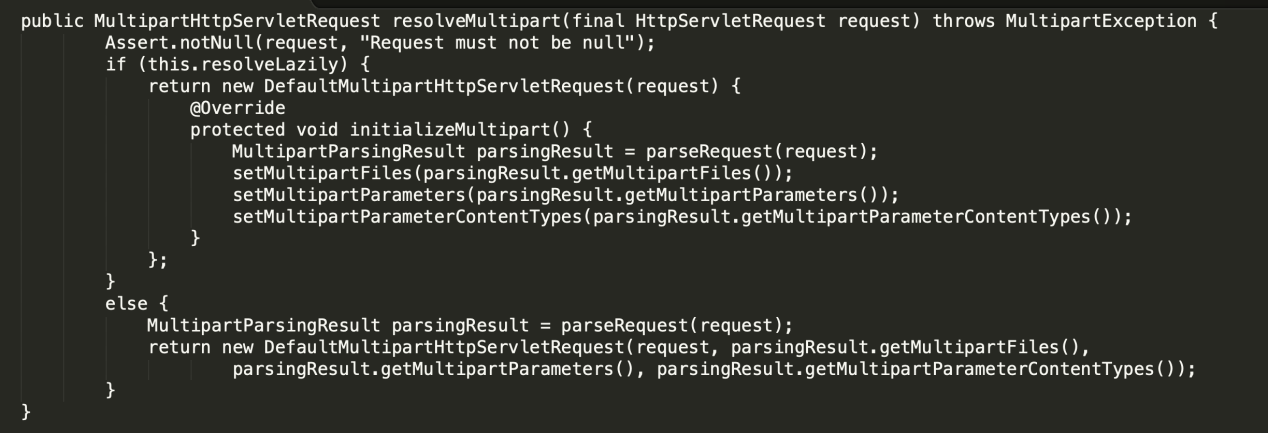 public MultipartHttpServletRequest resolveMultipart(final HttpServletRequest request) throws MultipartException {
Assert.notNull(request, "Request must not be null");
if (this.resolveLazily) {
return new DefaultMultipartHttpServletRequest(request) {
@Override
protected void initializeMultipart() {
MultipartParsingResult parsingResult = parseRequest(request);
setMultipartFiles(parsingResult.getMultipartFiles());
setMultipartParameters(parsingResult.getMultipartParameters());
setMultipartParameterContentTypes(parsingResult.getMultipartParameterContentTypes());
}
};
}
else {
MultipartParsingResult parsingResult = parseRequest(request);
return new DefaultMultipartHttpServletRequest(request, parsingResult.getMultipartFiles(),
parsingResult.getMultipartParameters(), parsingResult.getMultipartParameterContentTypes());
}
}